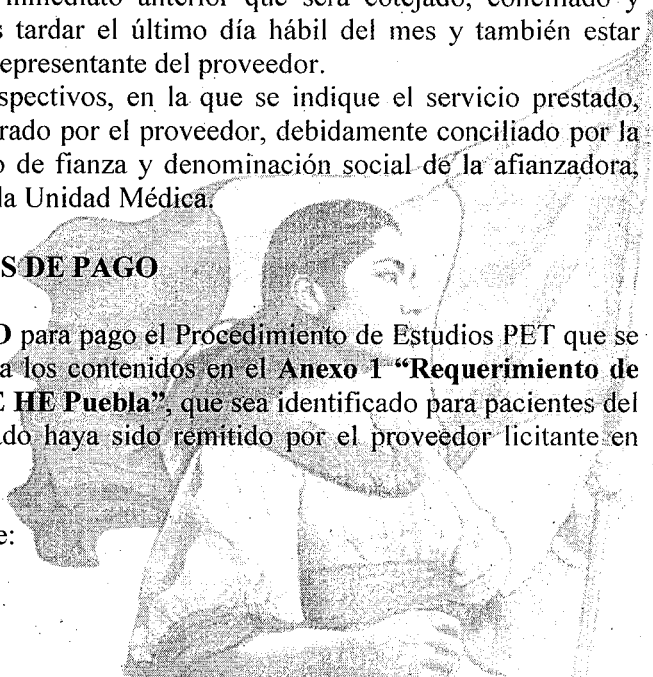 inmediato anterior que será cotejado, conciliado y
s tardar el último día hábil del mes y también estar
epresentante del proveedor.
spectivos, en la que se indique el servicio prestado,
rado por el proveedor, debidamente conciliado por la
o de fianza y denominación social de la afianzadora,
la Unidad Médica.
S DE PAGO
O para pago el Procedimiento de Estudios PET que se
a los contenidos en el Anexo 1 “Requerimiento de
E HE Puebla”, que sea identificado para pacientes del
ado haya sido remitido por el proveedor licitante en
e: